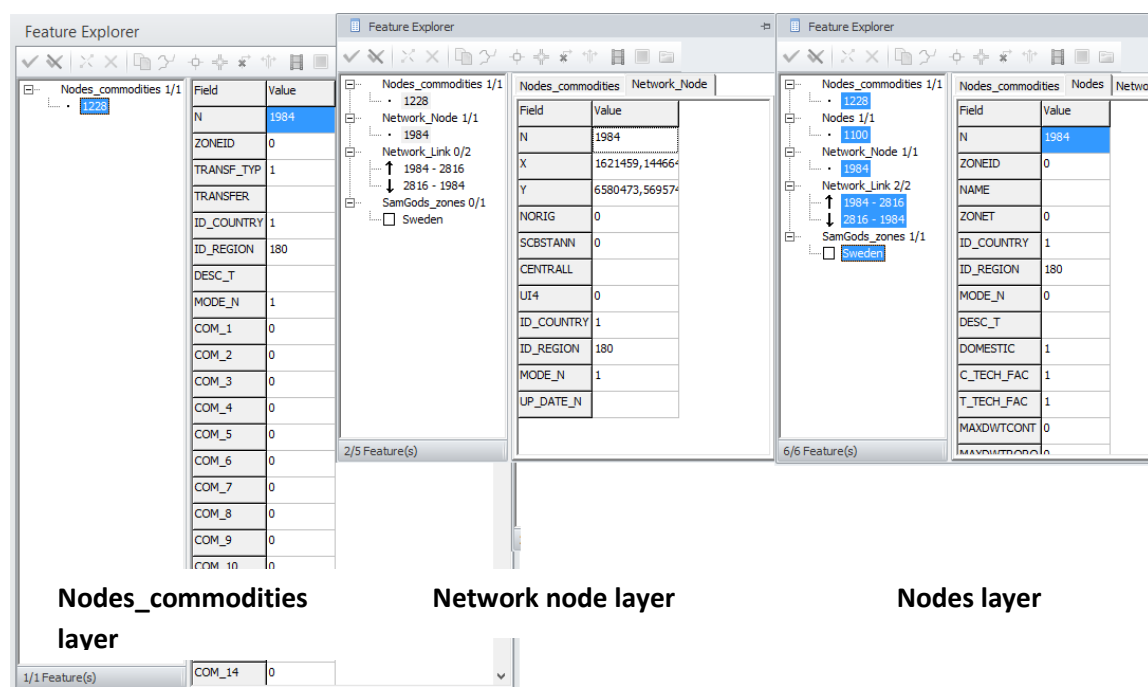 Feature Explorer
Nodes_commodities 1/1
1228
Field Value
N 1984
ZONEID 0
TRANSF_TYP 1
TRANSFER
ID_COUNTRY 1
ID_REGION 180
DESC_T
MODE_N 1
COM_1 0
COM_2 0
COM_3 0
COM_4 0
COM_5 0
COM_6 0
COM_7 0
COM_8 0
COM_9 0
COM_10 0
COM_14 0
1/1 Feature(s)
Nodes_commodities
layer
Feature Explorer
Nodes_commodities 1/1
1228
Network_Node 1/1
1984
Network_Link 0/2
1984 - 2816
2816 - 1984
SamGods_zones 0/1
Sweden
Nodes_commodities Network_Node
Field Value
N 1984
X 1621459,14466
Y 6580473,56957
NORIG 0
SCBSTANN 0
CENTRALL
UI4 0
ID_COUNTRY 1
ID_REGION 180
MODE_N 1
UP_DATE_N
2/5 Feature(s)
Network node layer
Feature Explorer
Nodes_commodities 1/1
1228
Nodes 1/1
1100
Network_Node 1/1
1984
Network_Link 2/2
1984 - 2816
2816 - 1984
SamGods_zones 1/1
Sweden
Nodes_commodities Nodes Netwo
Field Value
N 1984
ZONEID 0
NAME
ZONET 0
ID_COUNTRY 1
ID_REGION 180
MODE_N 0
DESC_T
DOMESTIC 1
C_TECH_FAC 1
T_TECH_FAC 1
MAXDWTCONT 0
6/6 Feature(s)
Nodes layer